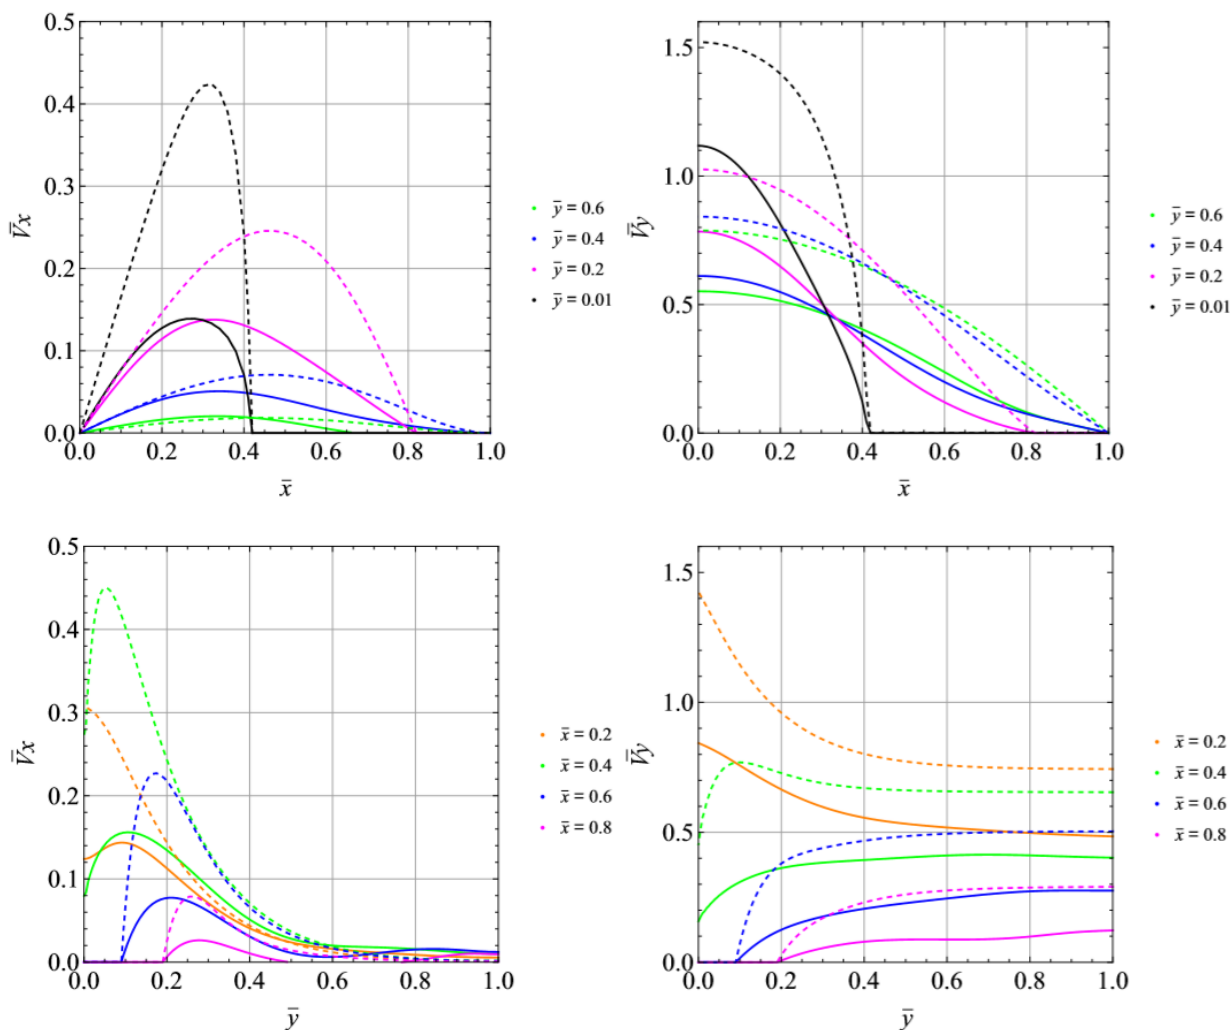 0.5
0.4
0.3
0.2
0.1
0.0
0.0 0.2 0.4 0.6 0.8 1.0
V̅x
x̅
y̅ = 0.6
y̅ = 0.4
y̅ = 0.2
y̅ = 0.01
1.5
1.0
0.5
0.0
0.0 0.2 0.4 0.6 0.8 1.0
V̅y
x̅
y̅ = 0.6
y̅ = 0.4
y̅ = 0.2
y̅ = 0.01
0.5
0.4
0.3
0.2
0.1
0.0
0.0 0.2 0.4 0.6 0.8 1.0
V̅x
y̅
x̅ = 0.2
x̅ = 0.4
x̅ = 0.6
x̅ = 0.8
1.5
1.0
0.5
0.0
0.0 0.2 0.4 0.6 0.8 1.0
V̅y
y̅
x̅ = 0.2
x̅ = 0.4
x̅ = 0.6
x̅ = 0.8